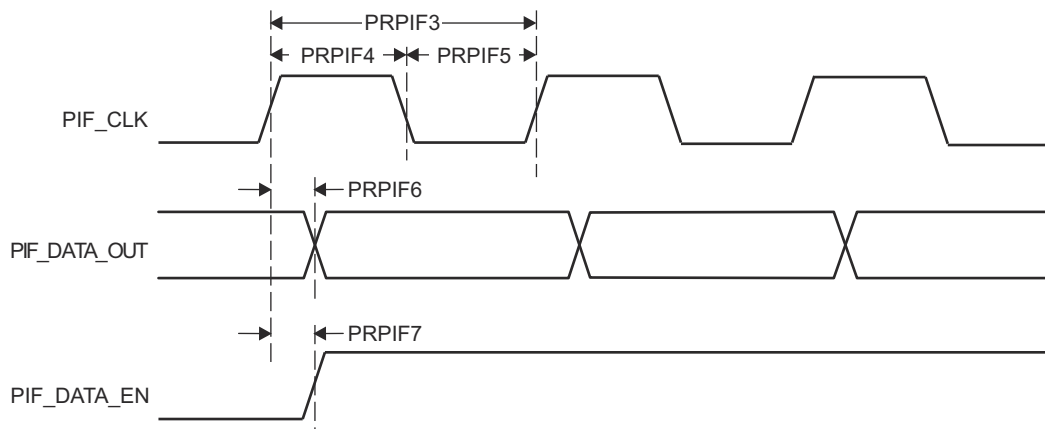 PRPIF3
PRPIF4 PRPIF5
PIF_CLK
PRPIF6
PIF_DATA_OUT
PRPIF7
PIF_DATA_EN